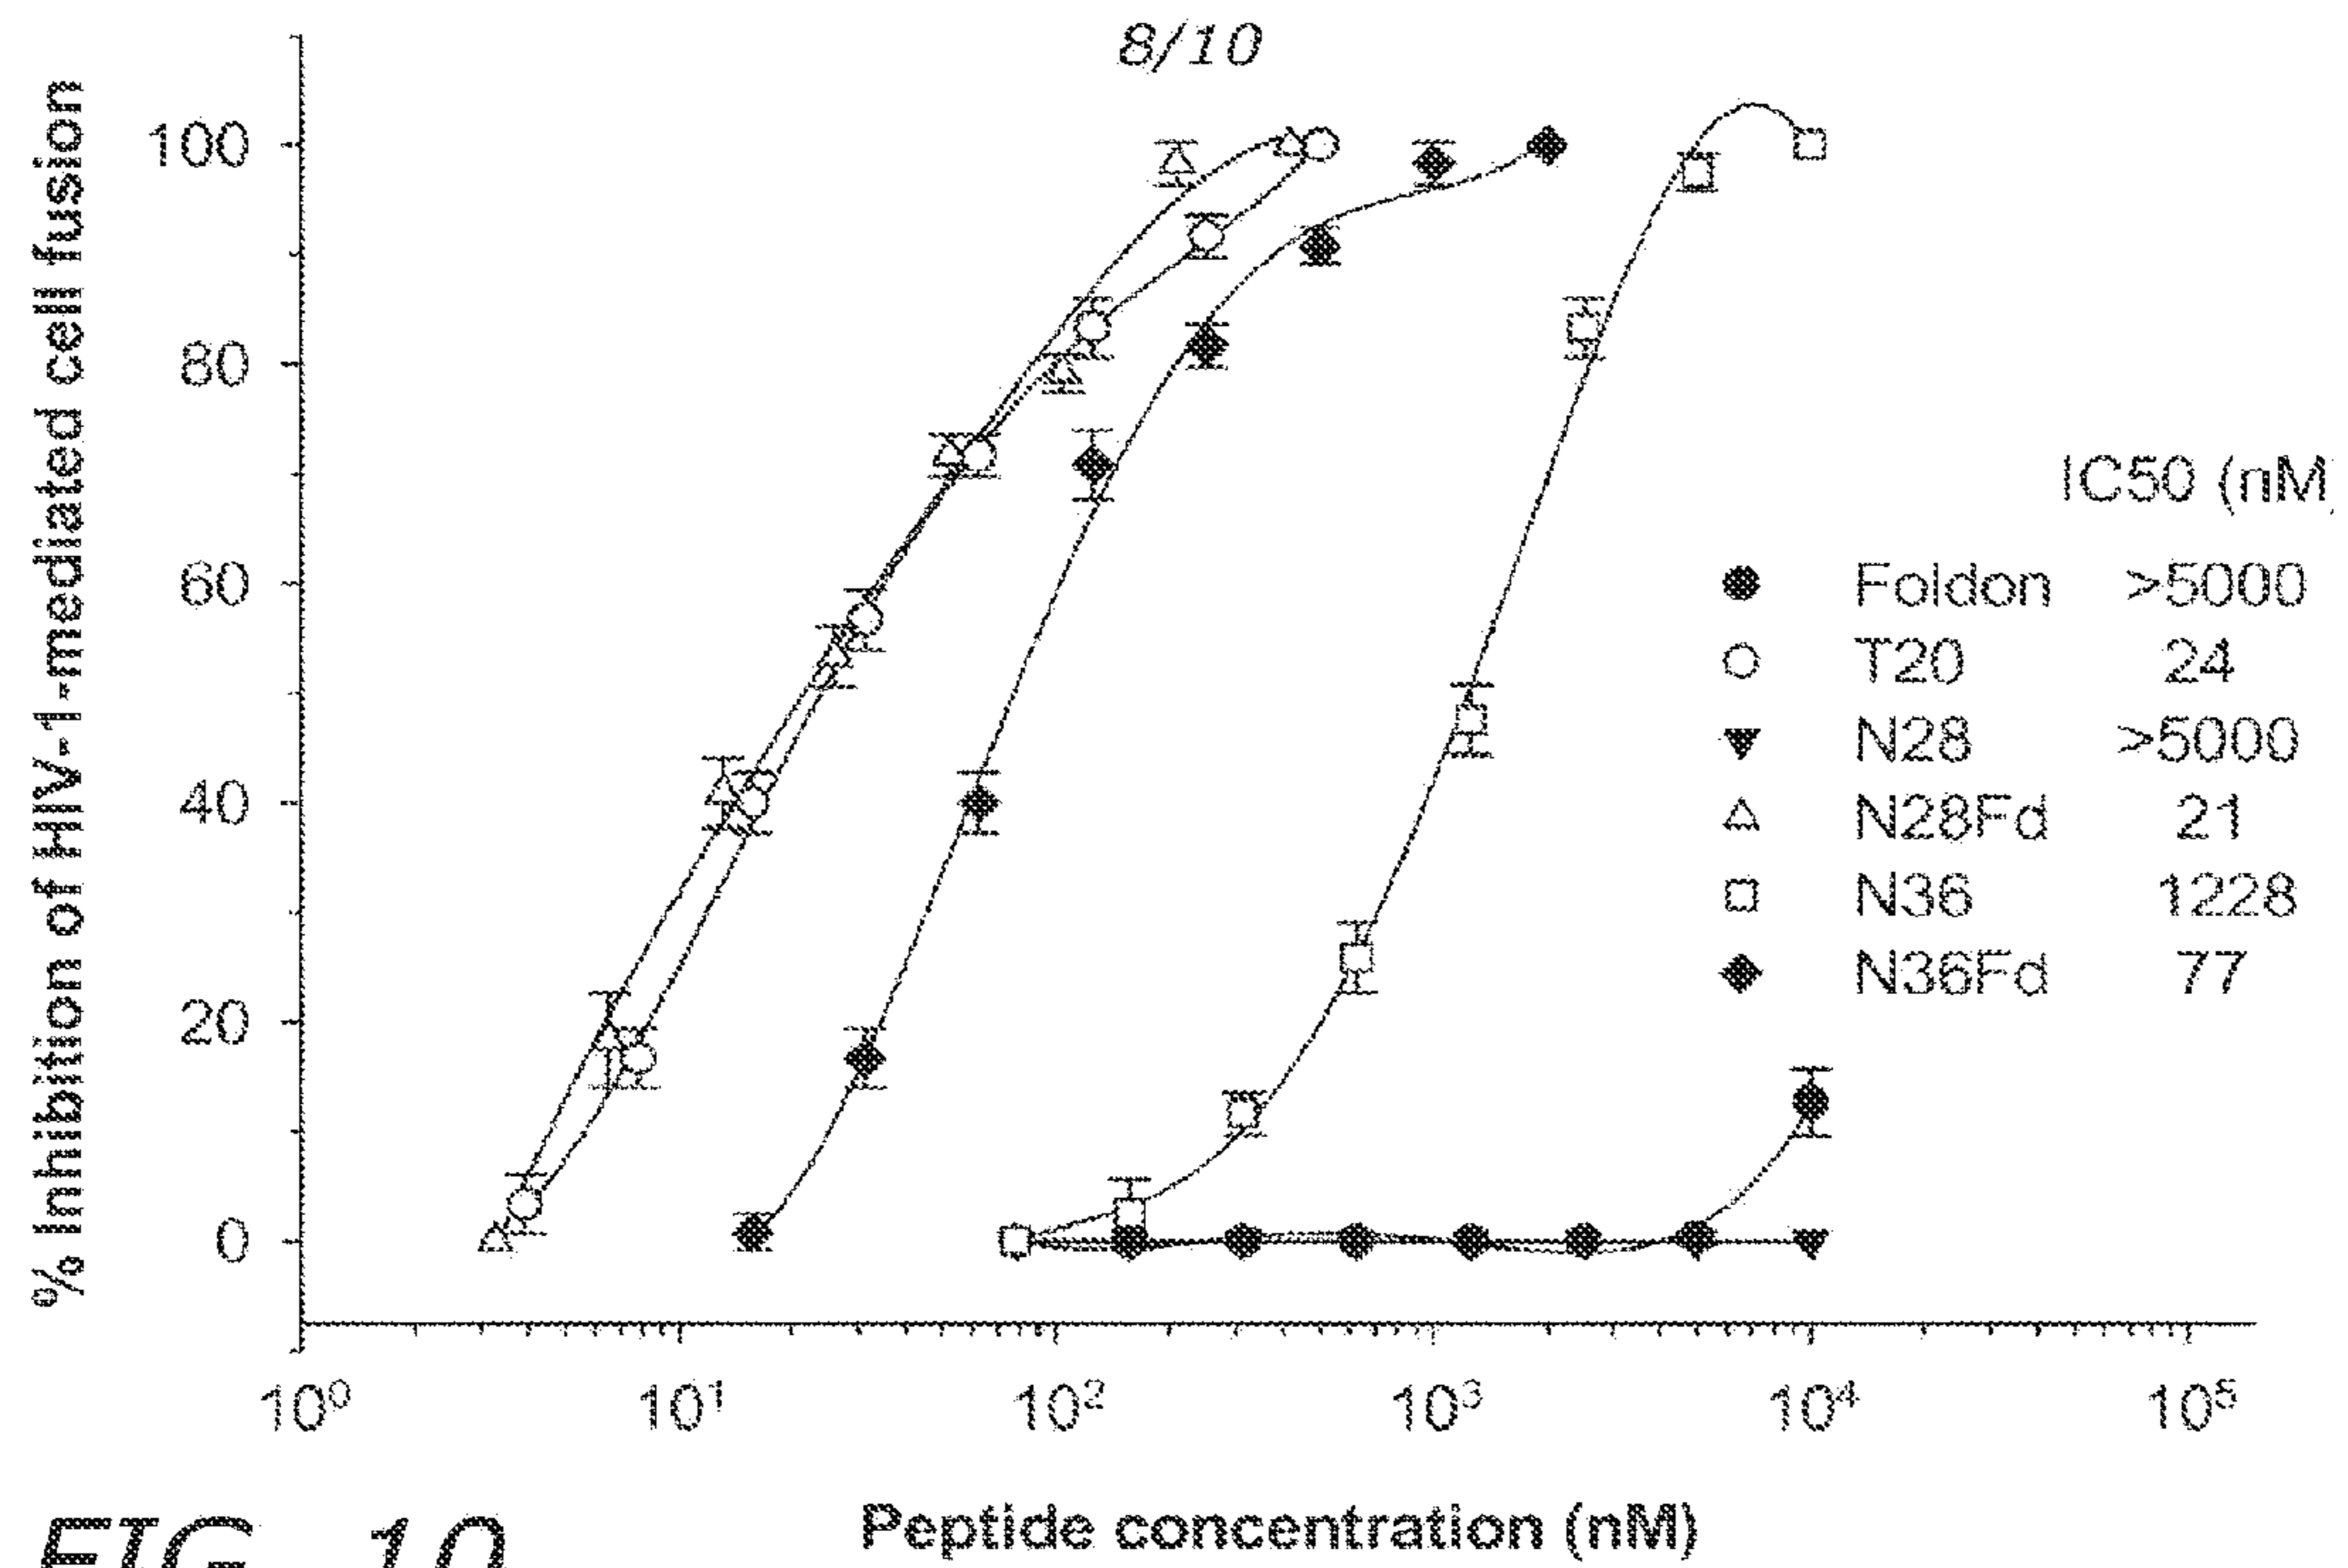 8/10
% Inhibition of HIV-1-mediated cell fusion
100
80
60
40
20
0
IC50 (nM)
Foldon >5000
T20 24
N28 >5000
N28Fd 21
N36 1228
N36Fd 77
10⁰ 10¹ 10² 10³ 10⁴ 10⁵
Peptide concentration (nM)
FIG. 10